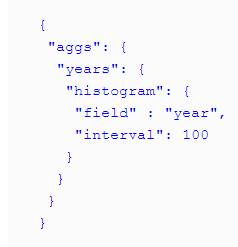 {
"aggs": {
"years": {
"histogram": {
"field" : "year",
"interval": 100
}
}
}
}